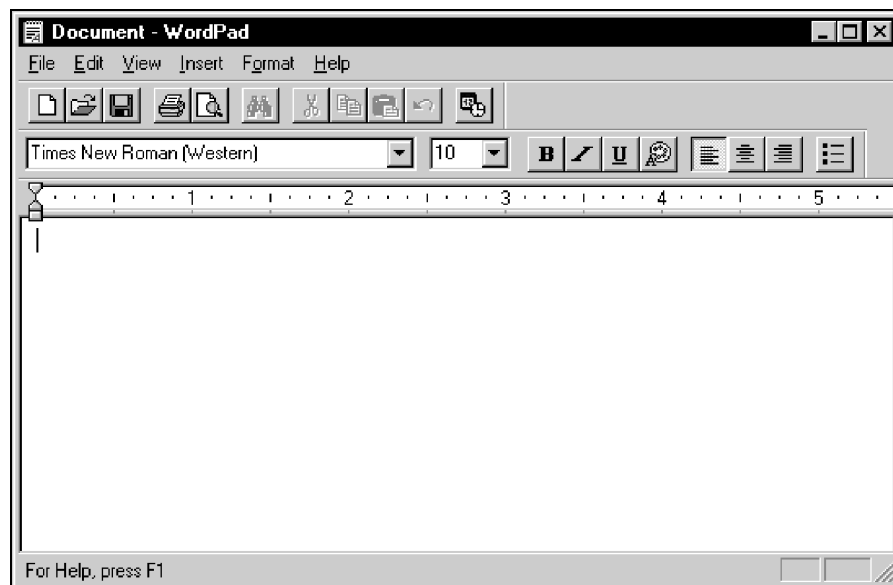 Document - WordPad
File Edit View Insert Format Help
Times New Roman (Western) 10 B I U
1 2 3 4 5
For Help, press F1